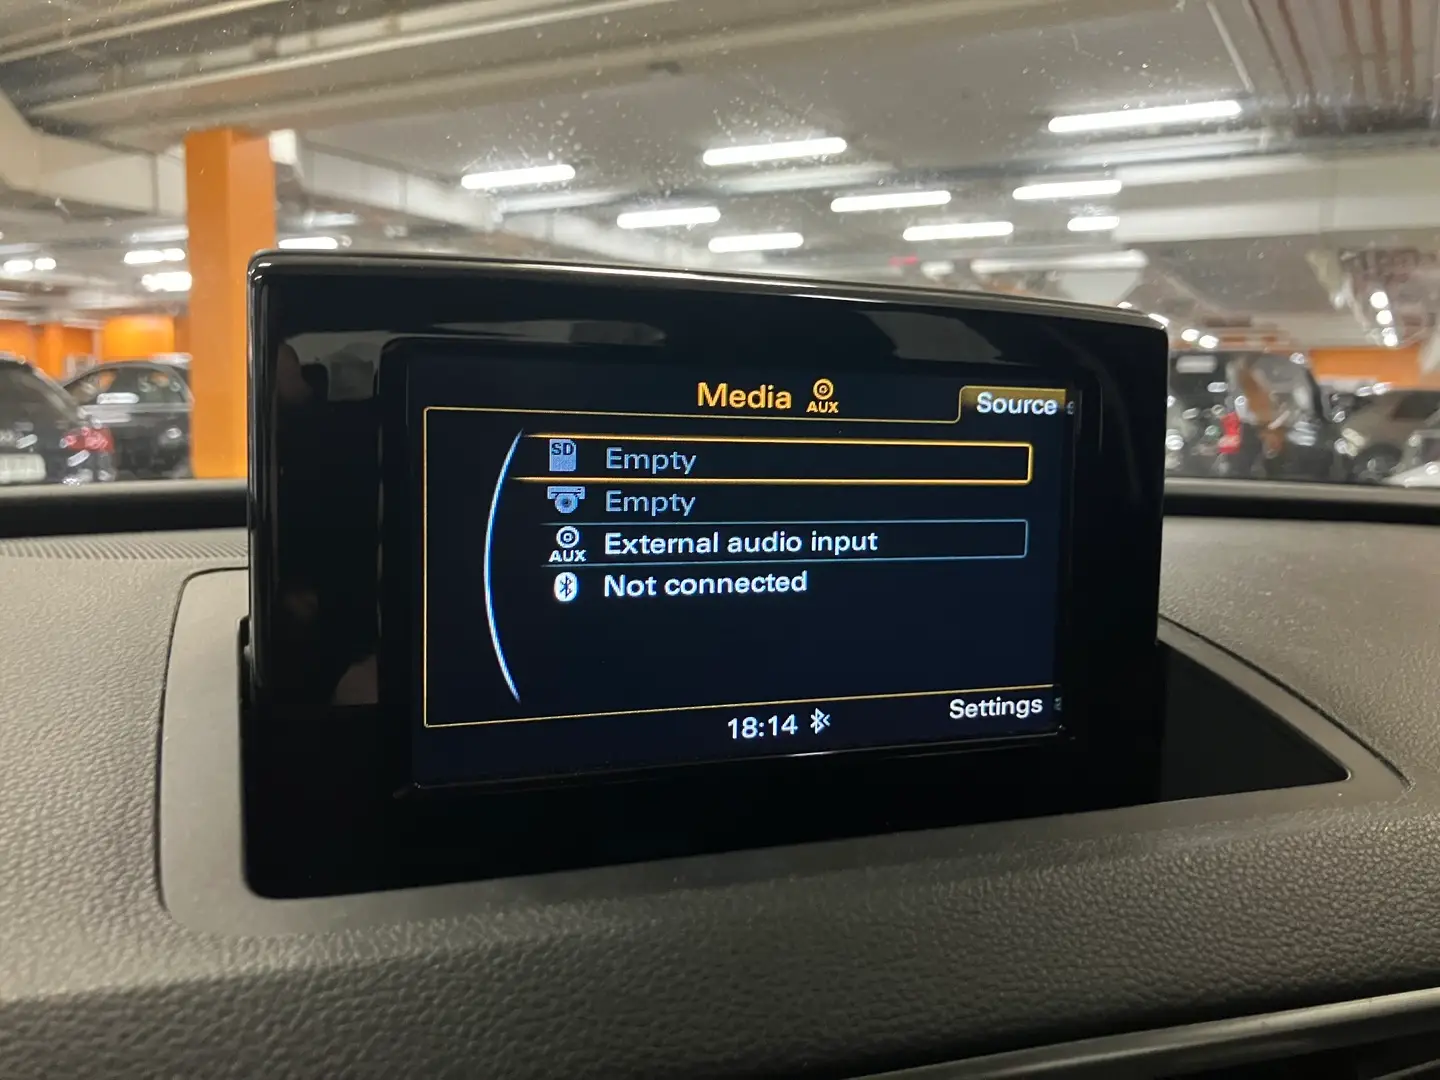 Media AUX
Source
SD Empty
Empty
AUX External audio input
Not connected
Settings
18:14